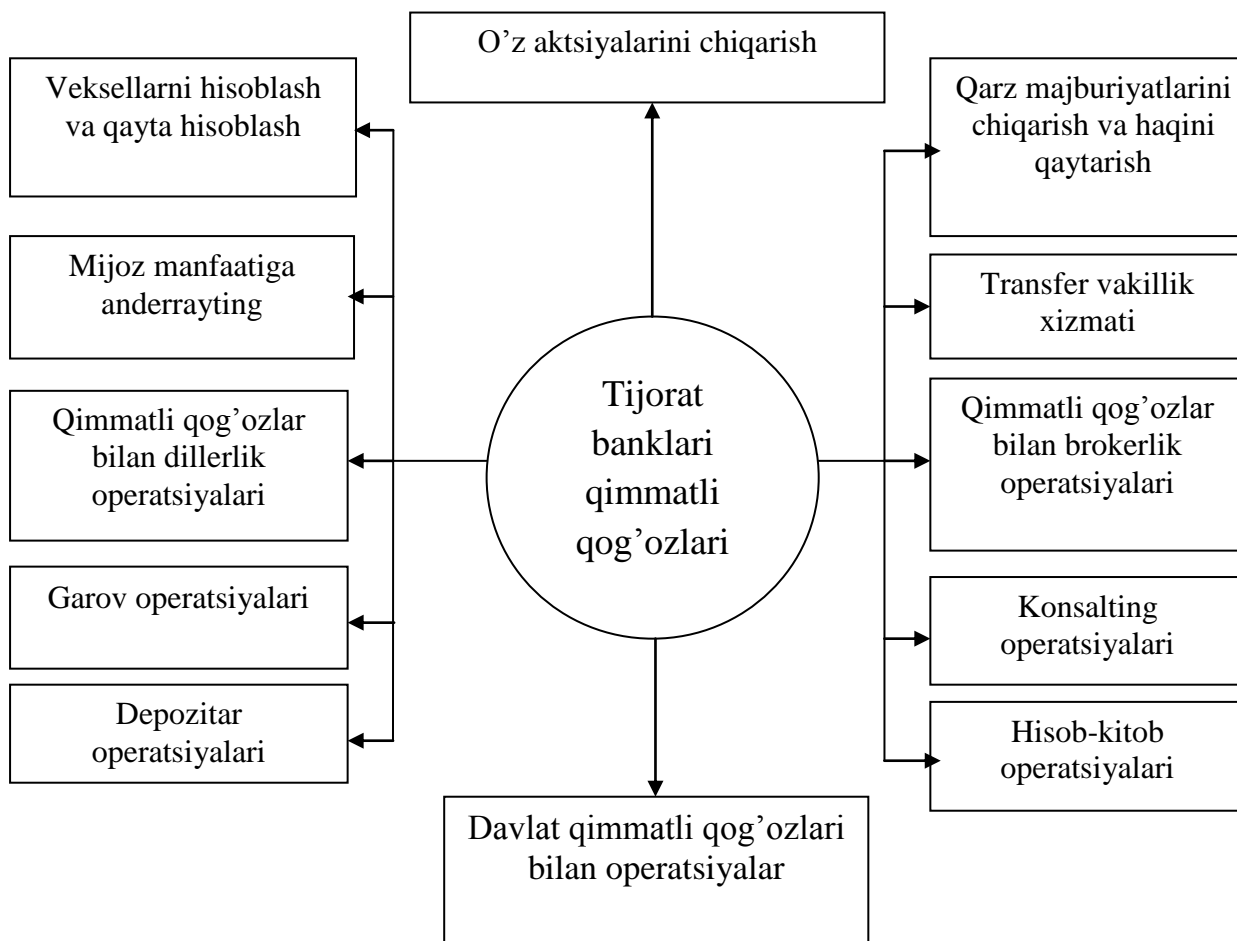 O’z aktsiyalarini chiqarish
Veksellarni hisoblash
va qayta hisoblash
Mijoz manfaatiga
anderrayting
Qimmatli qog’ozlar
bilan dillerlik
operatsiyalari
Garov operatsiyalari
Depozitar
operatsiyalari
Tijorat
banklari
qimmatli
qog’ozlari
Qarz majburiyatlarini
chiqarish va haqini
qaytarish
Transfer vakillik
xizmati
Qimmatli qog’ozlar
bilan brokerlik
operatsiyalari
Konsalting
operatsiyalari
Hisob-kitob
operatsiyalari
Davlat qimmatli qog’ozlari
bilan operatsiyalar